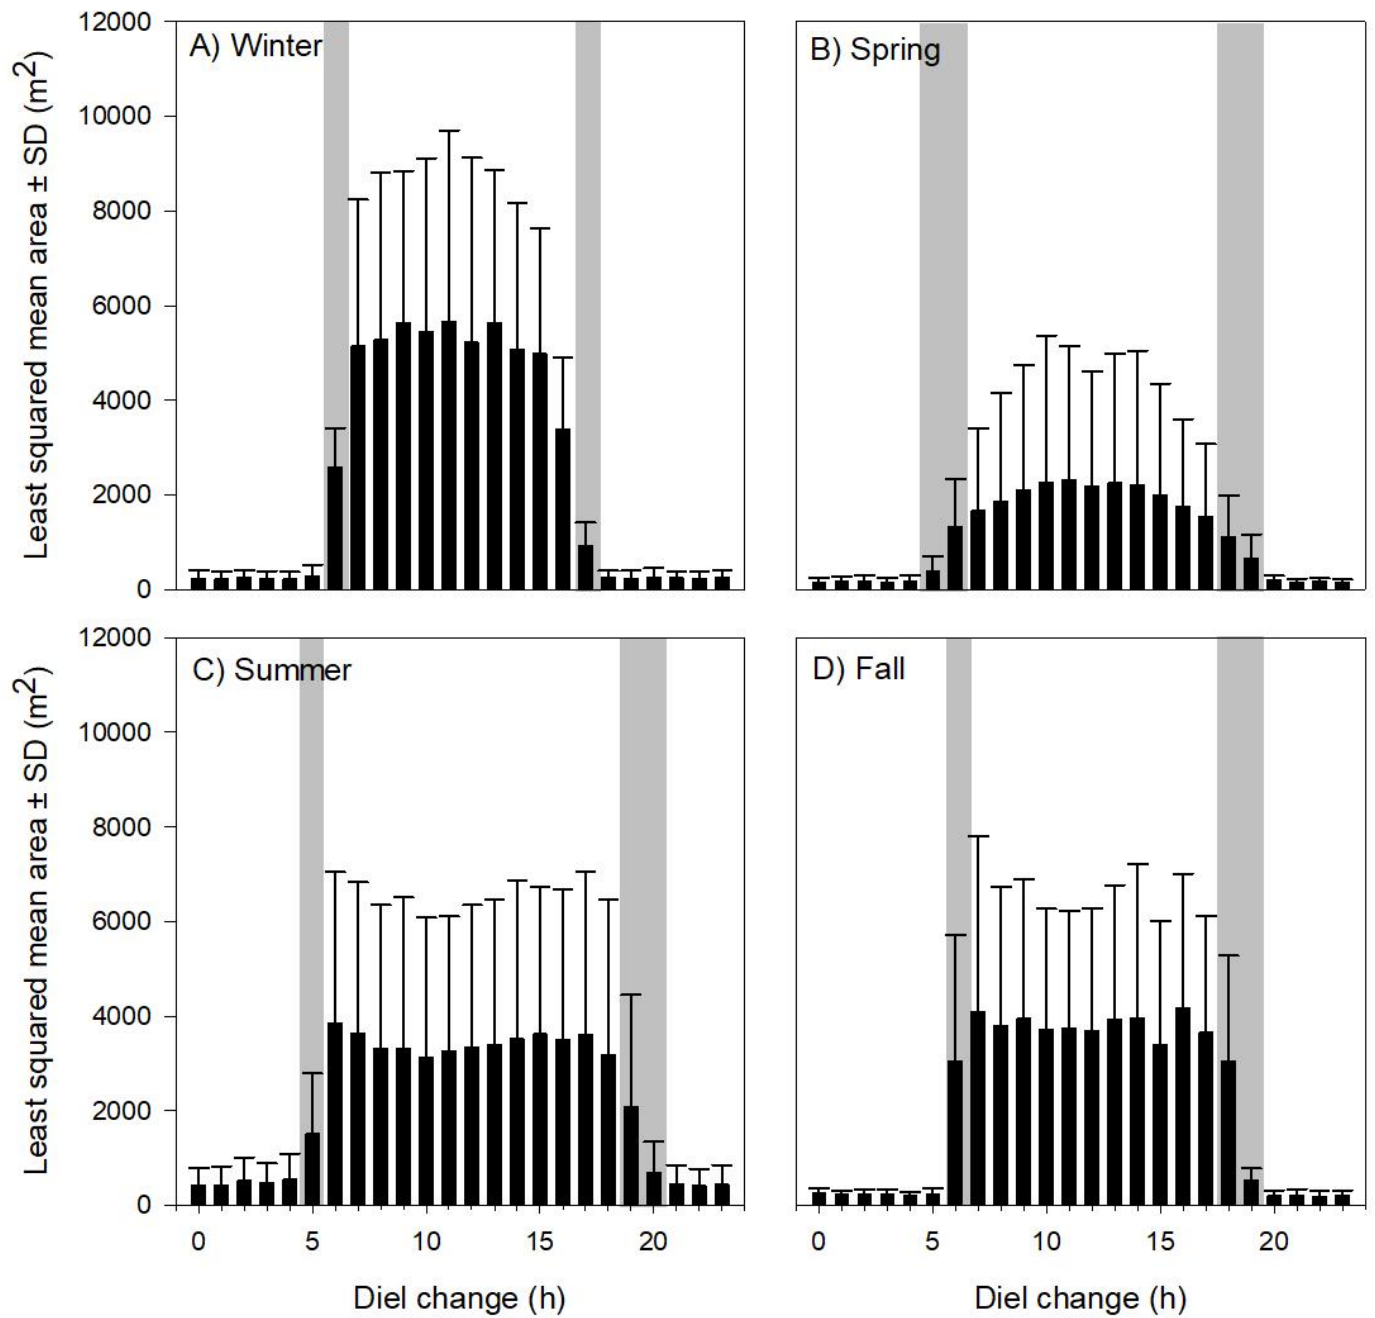 A) Winter
B) Spring
12000
10000
8000
6000
4000
2000
0
Least squared mean area ± SD (m²)
C) Summer
D) Fall
12000
10000
8000
6000
4000
2000
0
Least squared mean area ± SD (m²)
0 5 10 15 20
0 5 10 15 20
Diel change (h)
Diel change (h)